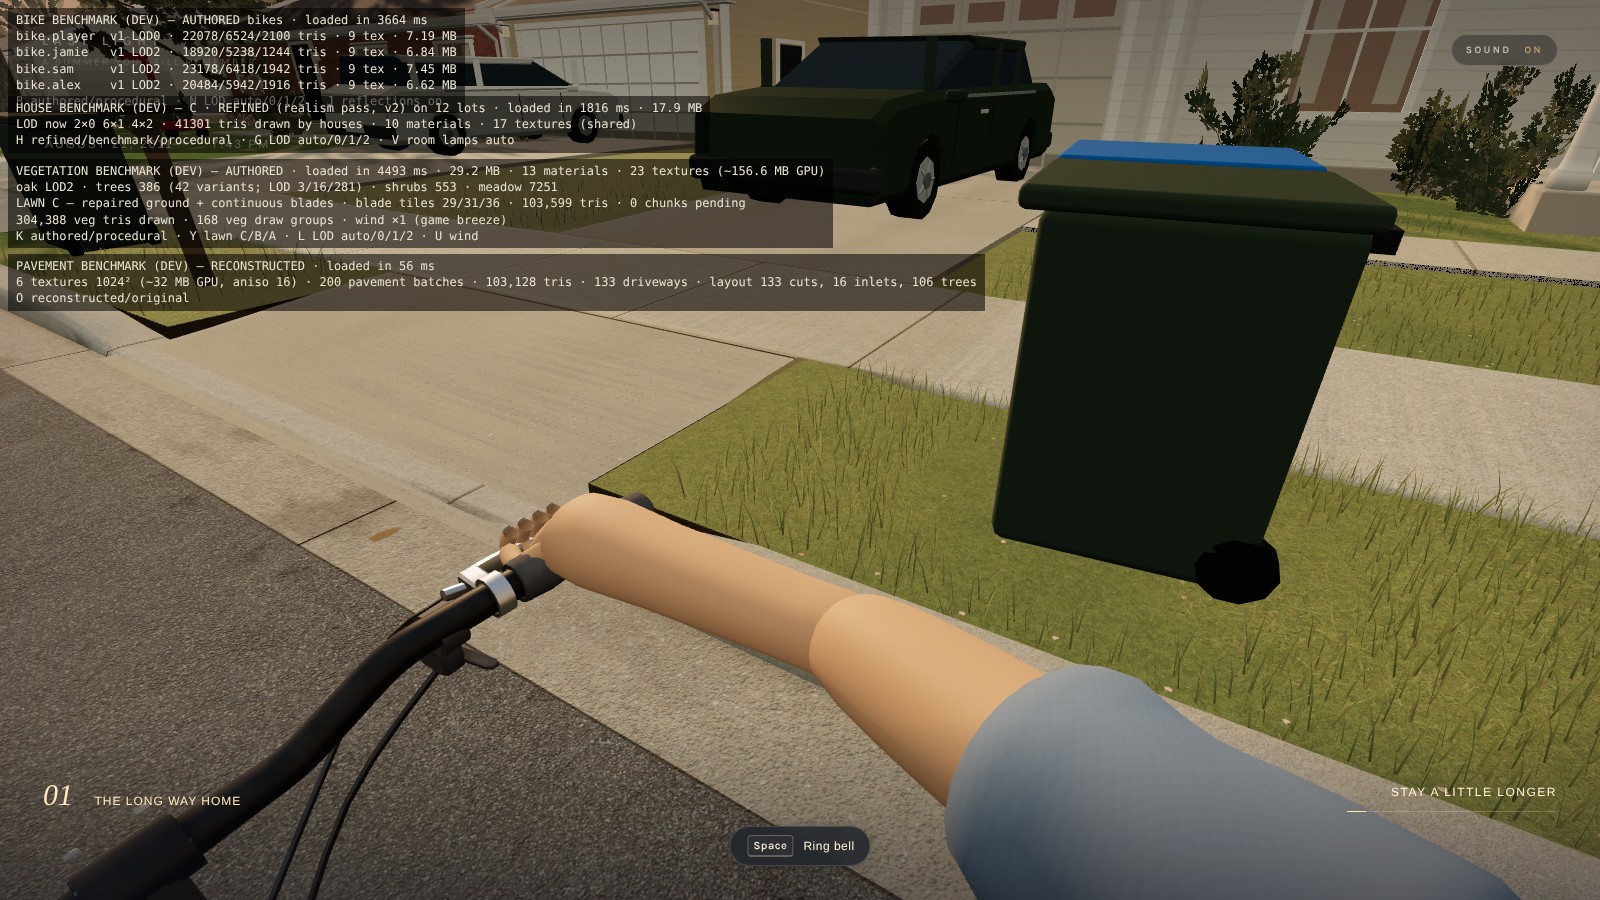 BIKE BENCHMARK (DEV) — AUTHORED bikes · loaded in 3664 ms
bike.player v1 LOD0 · 22078/6524/2100 tris · 9 tex · 7.19 MB
bike.jamie v1 LOD2 · 18920/5238/1244 tris · 9 tex · 6.84 MB
bike.sam v1 LOD2 · 23178/6418/1942 tris · 9 tex · 7.45 MB
bike.alex v1 LOD2 · 20484/5942/1916 tris · 9 tex · 6.62 MB
B authored/procedural · N LOD auto/0/1/2 · J reflections on
HOUSE BENCHMARK (DEV) — C · REFINED (realism pass, v2) on 12 lots · loaded in 1816 ms · 17.9 MB
LOD now 2×0 6×1 4×2 · 41301 tris drawn by houses · 10 materials · 17 textures (shared)
H refined/benchmark/procedural · G LOD auto/0/1/2 · V room lamps auto
VEGETATION BENCHMARK (DEV) — AUTHORED · loaded in 4493 ms · 29.2 MB · 13 materials · 23 textures (~156.6 MB GPU)
oak LOD2 · trees 386 (42 variants; LOD 3/16/281) · shrubs 553 · meadow 7251
LAWN C — repaired ground + continuous blades · blade tiles 29/31/36 · 103,599 tris · 0 chunks pending
304,388 veg tris drawn · 168 veg draw groups · wind ×1 (game breeze)
K authored/procedural · Y lawn C/B/A · L LOD auto/0/1/2 · U wind
PAVEMENT BENCHMARK (DEV) — RECONSTRUCTED · loaded in 56 ms
6 textures 1024² (~32 MB GPU, aniso 16) · 200 pavement batches · 103,128 tris · 133 driveways · layout 133 cuts, 16 inlets, 106 trees
O reconstructed/original
SOUND ON
01 THE LONG WAY HOME
STAY A LITTLE LONGER
Space Ring bell